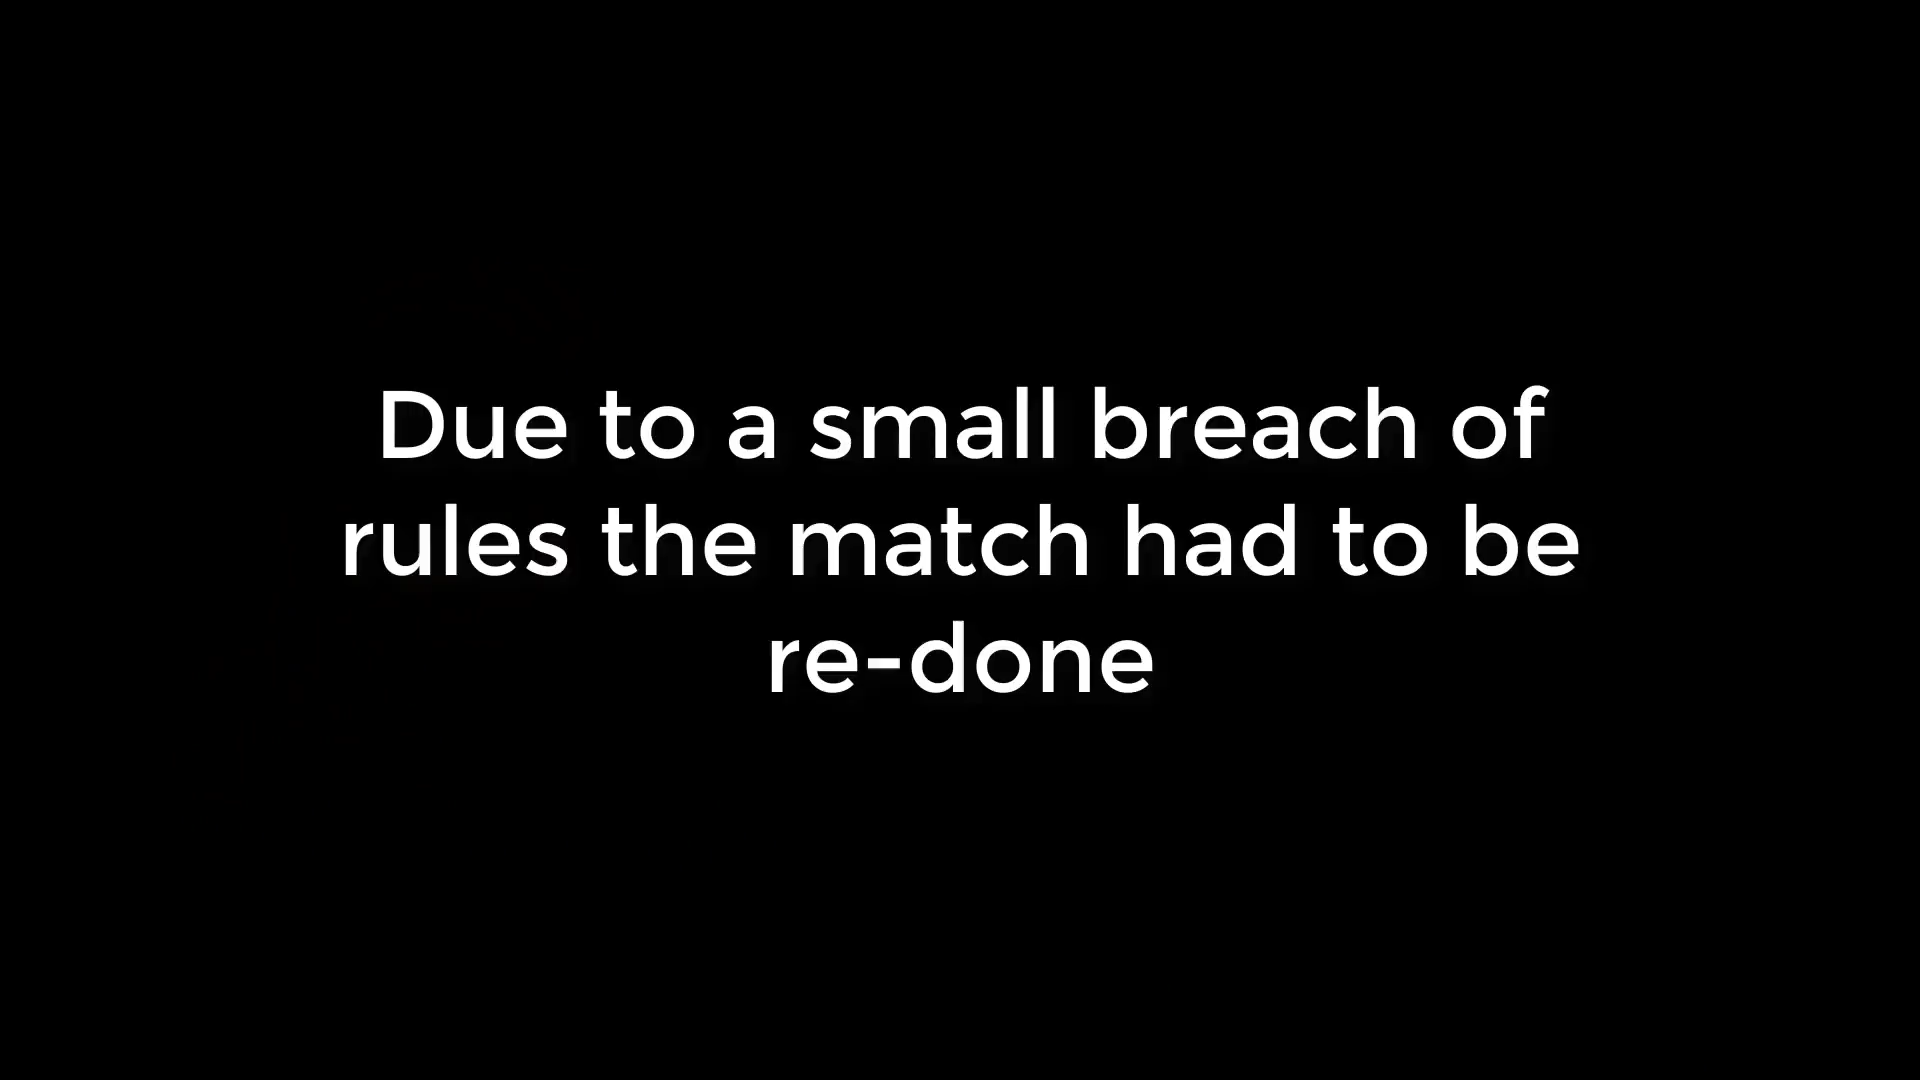 Due to a small breach of
rules the match had to be
re-done